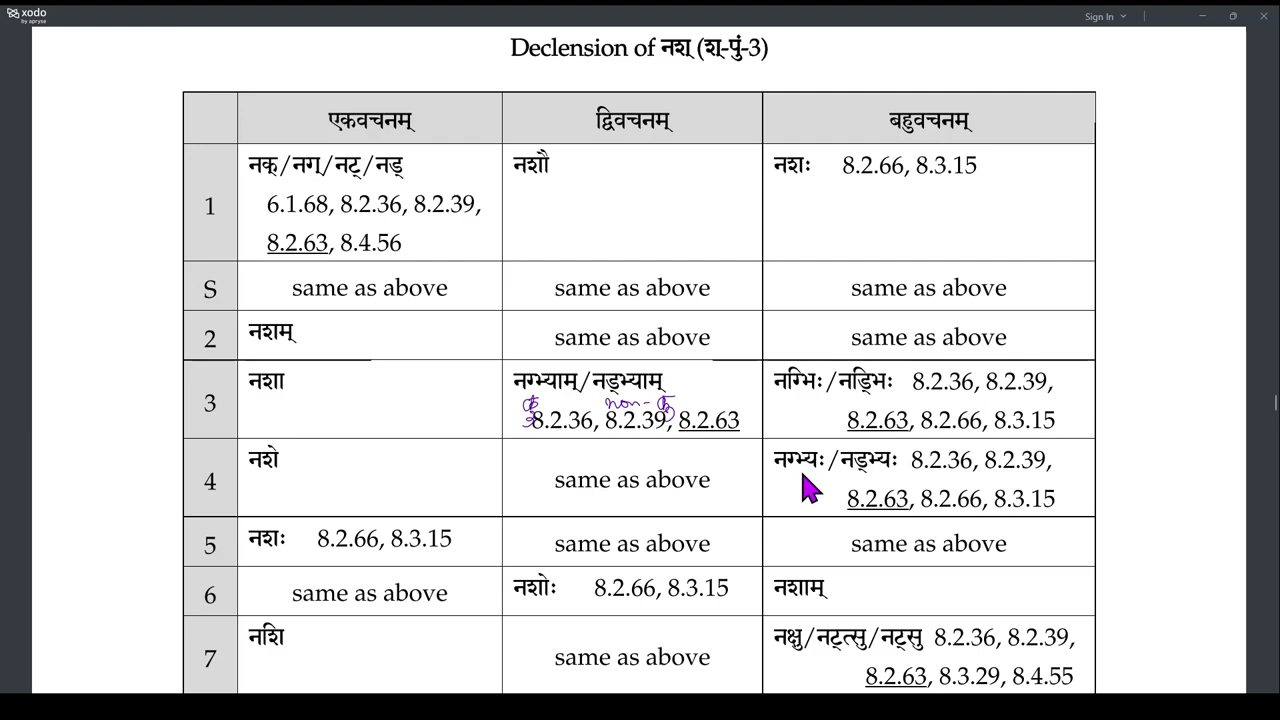 xodo
by apryse
Sign In
Declension of नश् (श्-पुं-3)
एकवचनम् द्विवचनम् बहुवचनम्
1 नक्/नग्/नट्/नड् नशौ नशः 8.2.66, 8.3.15
6.1.68, 8.2.36, 8.2.39,
8.2.63, 8.4.56
S same as above same as above same as above
2 नशम् same as above same as above
3 नशा नग्भ्याम्/नड्भ्याम् नग्भिः/नड्भिः 8.2.36, 8.2.39,
कु non-कु
8.2.36, 8.2.39, 8.2.63 8.2.63, 8.2.66, 8.3.15
4 नशे same as above नग्भ्यः/नड्भ्यः 8.2.36, 8.2.39,
8.2.63, 8.2.66, 8.3.15
5 नशः 8.2.66, 8.3.15 same as above same as above
6 same as above नशोः 8.2.66, 8.3.15 नशाम्
7 नशि same as above नक्षु/नट्त्सु/नट्सु 8.2.36, 8.2.39,
8.2.63, 8.3.29, 8.4.55